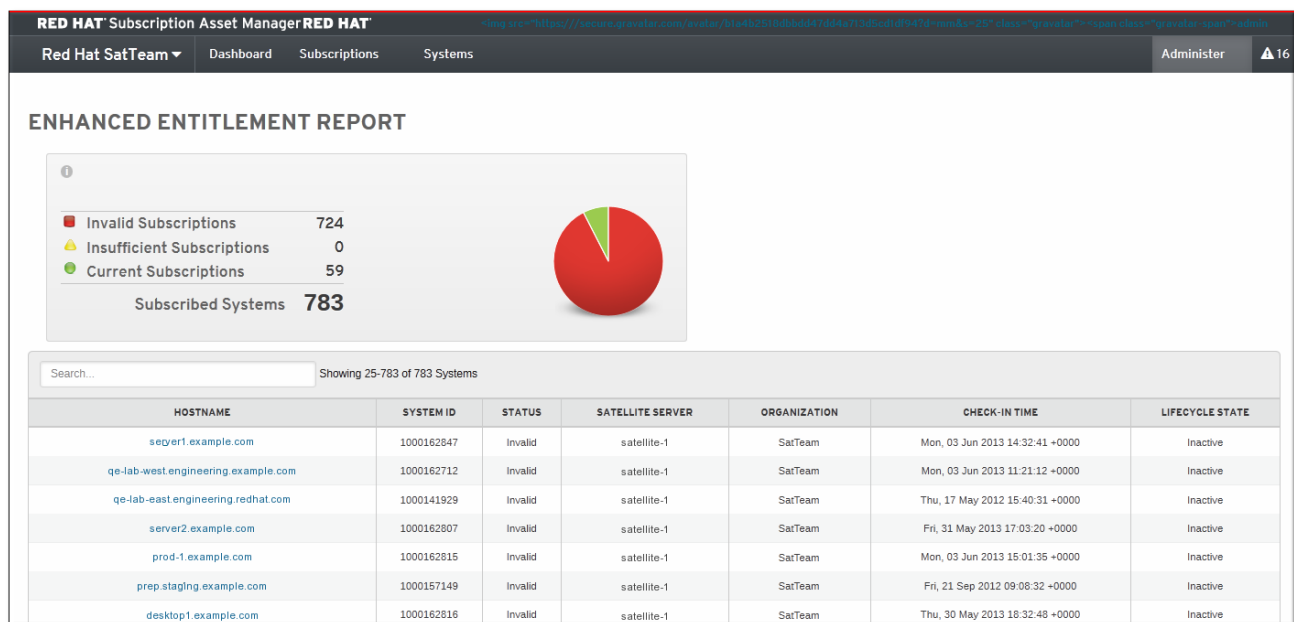 RED HAT Subscription Asset Manager RED HAT <img src="https:///secure.gravatar.com/avatar/ class="gravatar"><span class="gravatar-span">admin
Red Hat SatTeam Dashboard Subscriptions Systems Administer 16
ENHANCED ENTITLEMENT REPORT
Invalid Subscriptions 724
Insufficient Subscriptions 0
Current Subscriptions 59
Subscribed Systems 783
Search... Showing 25-783 of 783 Systems
HOSTNAME SYSTEM ID STATUS SATELLITE SERVER ORGANIZATION CHECK-IN TIME LIFECYCLE STATE
server1.example.com 1000162847 Invalid satellite-1 SatTeam Mon, 03 Jun 2013 14:32:41 +0000 Inactive
qe-lab-west.engineering.example.com 1000162712 Invalid satellite-1 SatTeam Mon, 03 Jun 2013 11:21:12 +0000 Inactive
qe-lab-east.engineering.redhat.com 1000141929 Invalid satellite-1 SatTeam Thu, 17 May 2012 15:40:31 +0000 Inactive
server2.example.com 1000162807 Invalid satellite-1 SatTeam Fri, 31 May 2013 17:03:20 +0000 Inactive
prod-1.example.com 1000162815 Invalid satellite-1 SatTeam Mon, 03 Jun 2013 15:01:35 +0000 Inactive
prep.stag1ng.example.com 1000157149 Invalid satellite-1 SatTeam Fri, 21 Sep 2012 09:08:32 +0000 Inactive
desktop1.example.com 1000162816 Invalid satellite-1 SatTeam Thu, 30 May 2013 18:32:48 +0000 Inactive